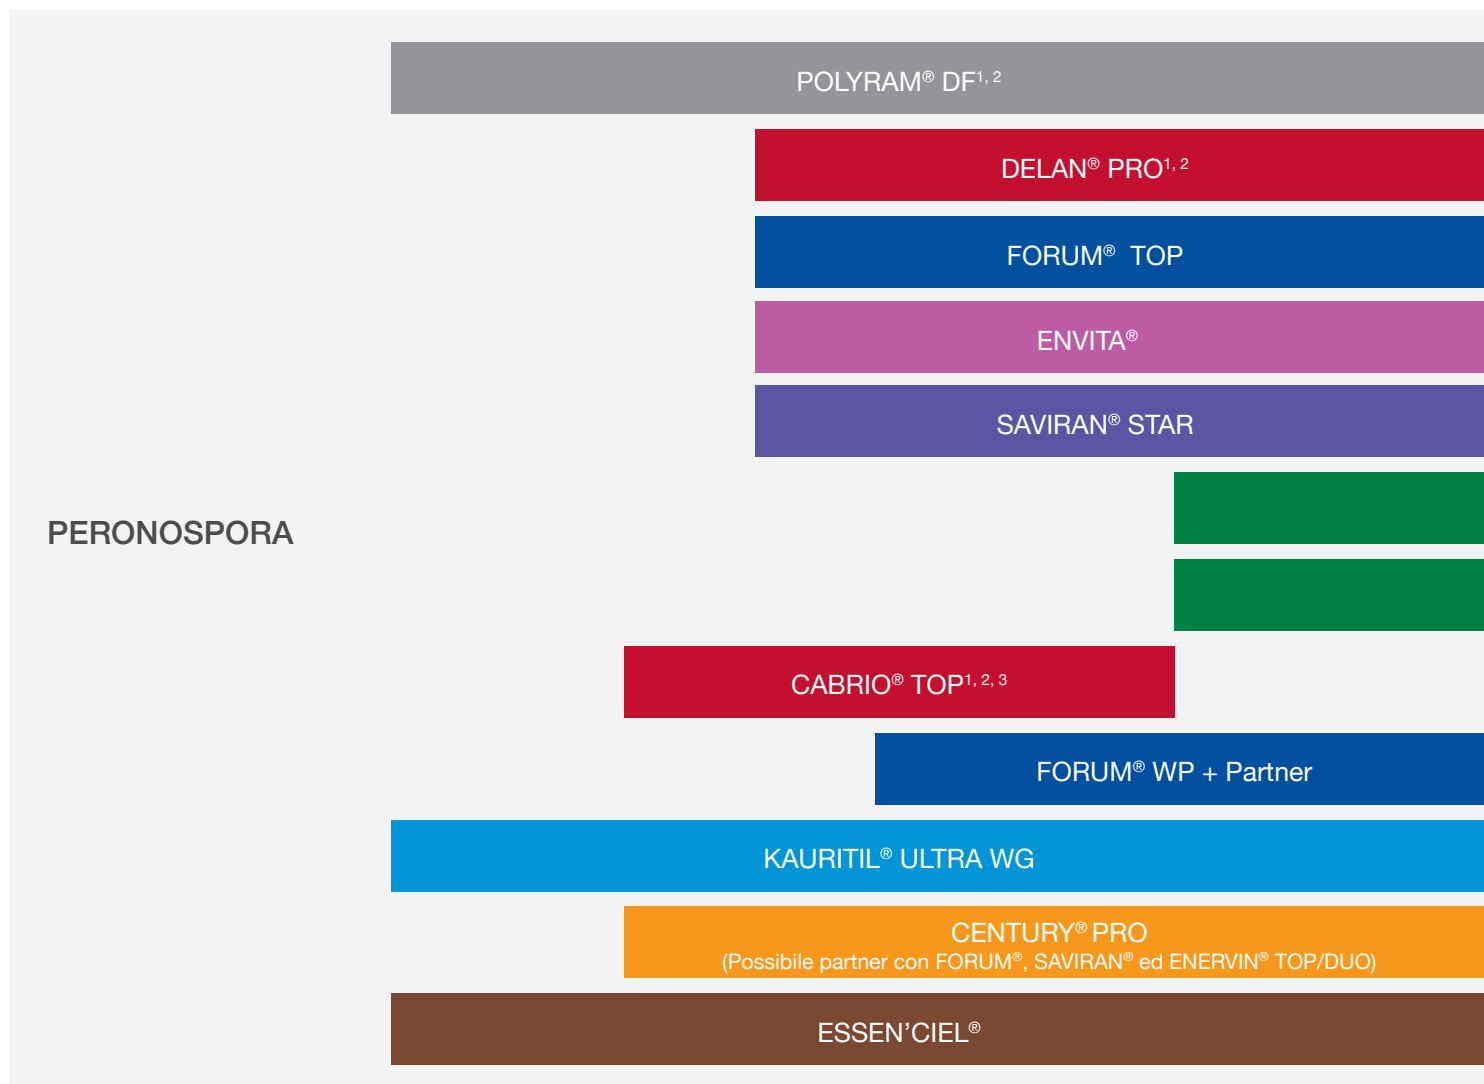 POLYRAM® DF1, 2
DELAN® PRO1, 2
FORUM® TOP
ENVITA®
SAVIRAN® STAR
PERONOSPORA
CABRIO® TOP1, 2, 3
FORUM® WP + Partner
KAURITIL® ULTRA WG
CENTURY® PRO
(Possibile partner con FORUM®, SAVIRAN® ed ENERVIN® TOP/DUO)
ESSEN’CIEL®